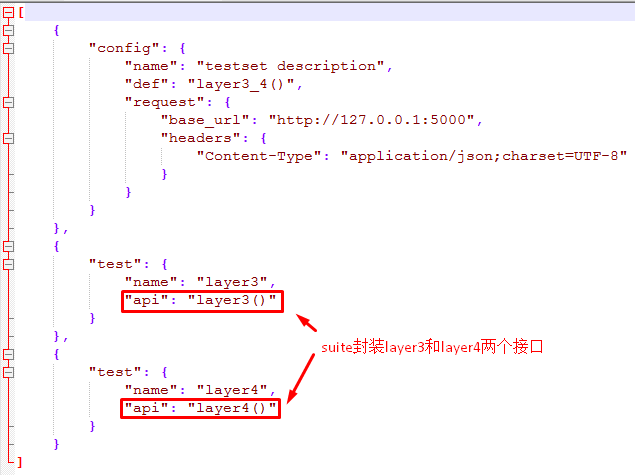 [
{
"config": {
"name": "testset description",
"def": "layer3_4()",
"request": {
"base_url": "http://127.0.0.1:5000",
"headers": {
"Content-Type": "application/json;charset=UTF-8"
}
}
}
},
{
"test": {
"name": "layer3",
"api": "layer3()"
}
},
suite封装layer3和layer4两个接口
{
"test": {
"name": "layer4",
"api": "layer4()"
}
}
]